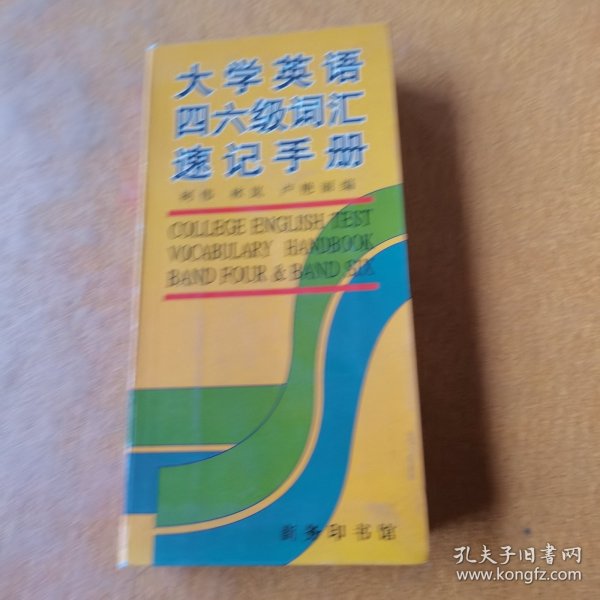 大学英语
四六级词汇
速记手册
编
COLLEGE ENGLISH TEST
VOCABULARY HANDBOOK
BAND FOUR & BAND SIX
商务印书馆
孔夫子旧书网
www.kongfz.com